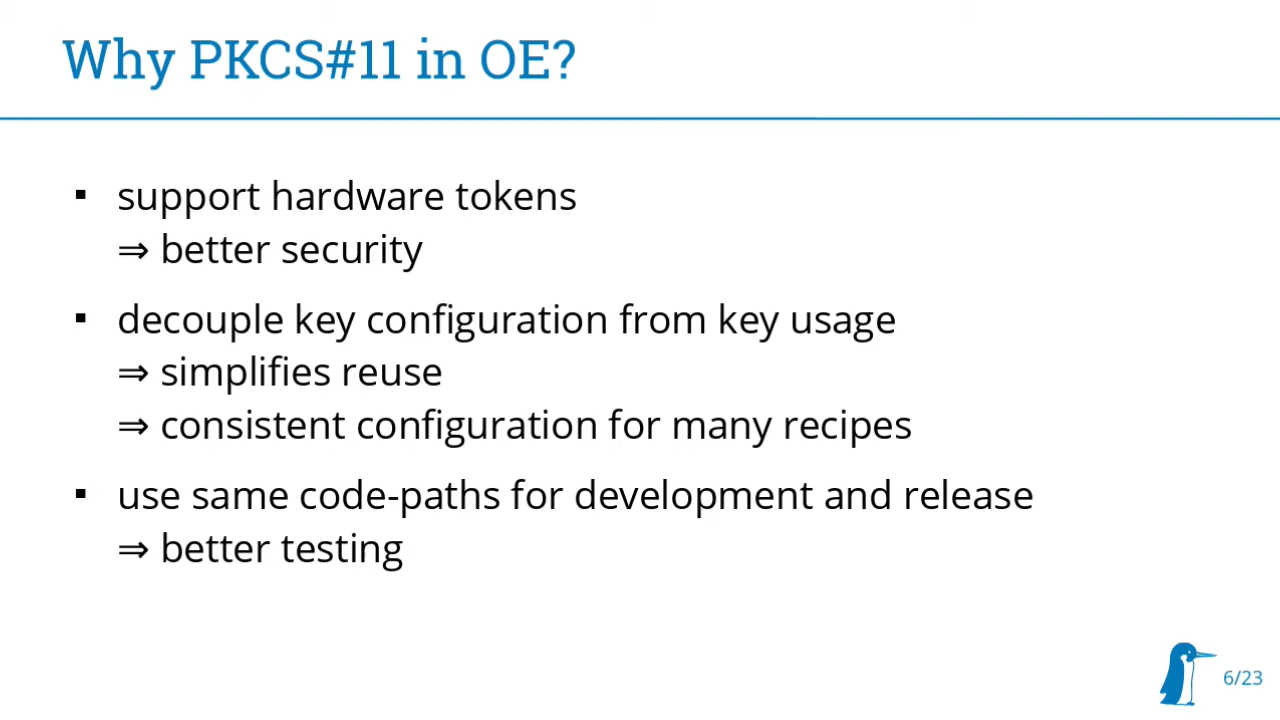 Why PKCS#11 in OE?
▪ support hardware tokens
⇒ better security
▪ decouple key configuration from key usage
⇒ simplifies reuse
⇒ consistent configuration for many recipes
▪ use same code-paths for development and release
⇒ better testing
6/23